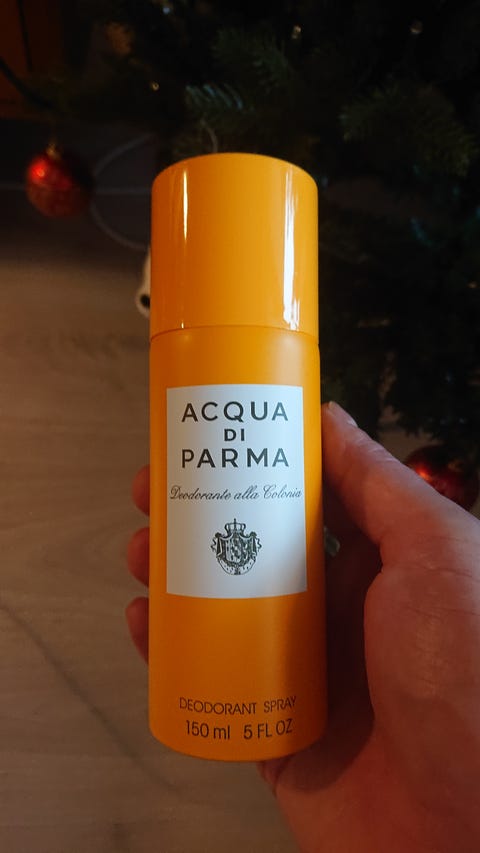 ACQUA
DI
PARMA
Deodorante alla Colonia
DEODORANT SPRAY
150 ml 5 FL OZ